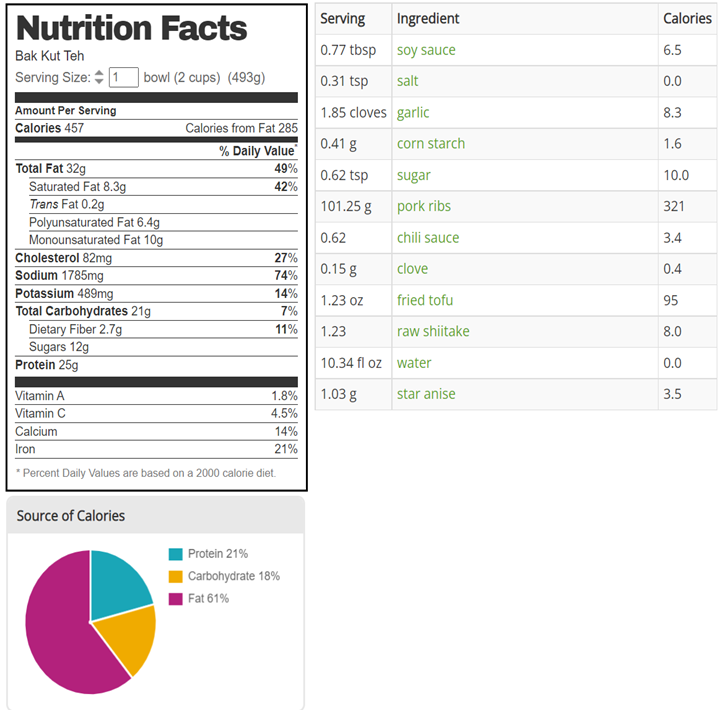 Nutrition Facts
Bak Kut Teh
Serving Size: 1 bowl (2 cups) (493g)
Amount Per Serving
Calories 457 Calories from Fat 285
% Daily Value*
Total Fat 32g 49%
Saturated Fat 8.3g 42%
Trans Fat 0.2g
Polyunsaturated Fat 6.4g
Monounsaturated Fat 10g
Cholesterol 82mg 27%
Sodium 1785mg 74%
Potassium 489mg 14%
Total Carbohydrates 21g 7%
Dietary Fiber 2.7g 11%
Sugars 12g
Protein 25g
Vitamin A 1.8%
Vitamin C 4.5%
Calcium 14%
Iron 21%
* Percent Daily Values are based on a 2000 calorie diet.
Source of Calories
Protein 21%
Carbohydrate 18%
Fat 61%
Serving Ingredient Calories
0.77 tbsp soy sauce 6.5
0.31 tsp salt 0.0
1.85 cloves garlic 8.3
0.41 g corn starch 1.6
0.62 tsp sugar 10.0
101.25 g pork ribs 321
0.62 chili sauce 3.4
0.15 g clove 0.4
1.23 oz fried tofu 95
1.23 raw shiitake 8.0
10.34 fl oz water 0.0
1.03 g star anise 3.5